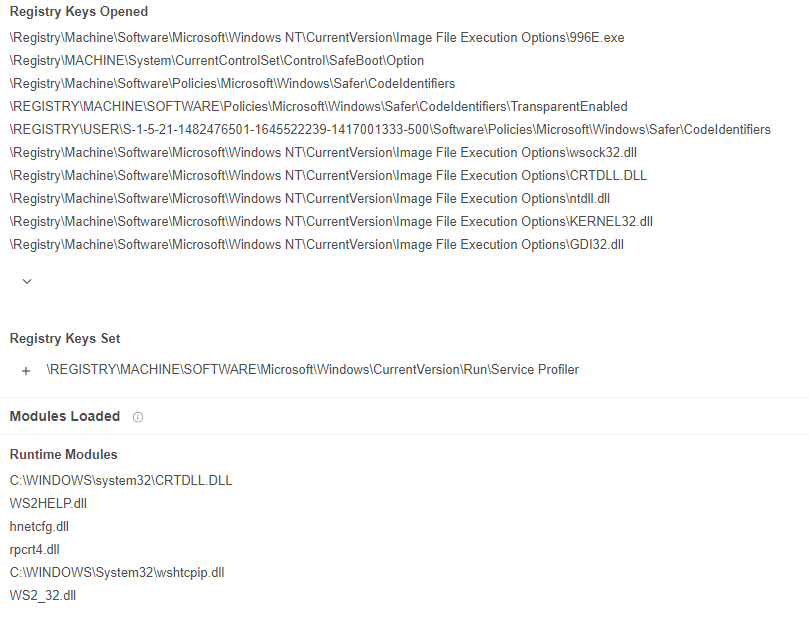 Registry Keys Opened
\Registry\Machine\Software\Microsoft\Windows NT\CurrentVersion\Image File Execution Options\996E.exe
\Registry\MACHINE\System\CurrentControlSet\Control\SafeBoot\Option
\Registry\Machine\Software\Policies\Microsoft\Windows\Safer\CodeIdentifiers
\REGISTRY\MACHINE\SOFTWARE\Policies\Microsoft\Windows\Safer\CodeIdentifiers\TransparentEnabled
\REGISTRY\USER\S-1-5-21-1482476501-1645522239-1417001333-500\Software\Policies\Microsoft\Windows\Safer\CodeIdentifiers
\Registry\Machine\Software\Microsoft\Windows NT\CurrentVersion\Image File Execution Options\wsock32.dll
\Registry\Machine\Software\Microsoft\Windows NT\CurrentVersion\Image File Execution Options\CRTDLL.DLL
\Registry\Machine\Software\Microsoft\Windows NT\CurrentVersion\Image File Execution Options\ntdll.dll
\Registry\Machine\Software\Microsoft\Windows NT\CurrentVersion\Image File Execution Options\KERNEL32.dll
\Registry\Machine\Software\Microsoft\Windows NT\CurrentVersion\Image File Execution Options\GDI32.dll
Registry Keys Set
+ \REGISTRY\MACHINE\SOFTWARE\Microsoft\Windows\CurrentVersion\Run\Service Profiler
Modules Loaded
Runtime Modules
C:\WINDOWS\system32\CRTDLL.DLL
WS2HELP.dll
hnetcfg.dll
rpcrt4.dll
C:\WINDOWS\System32\wshtcpip.dll
WS2_32.dll